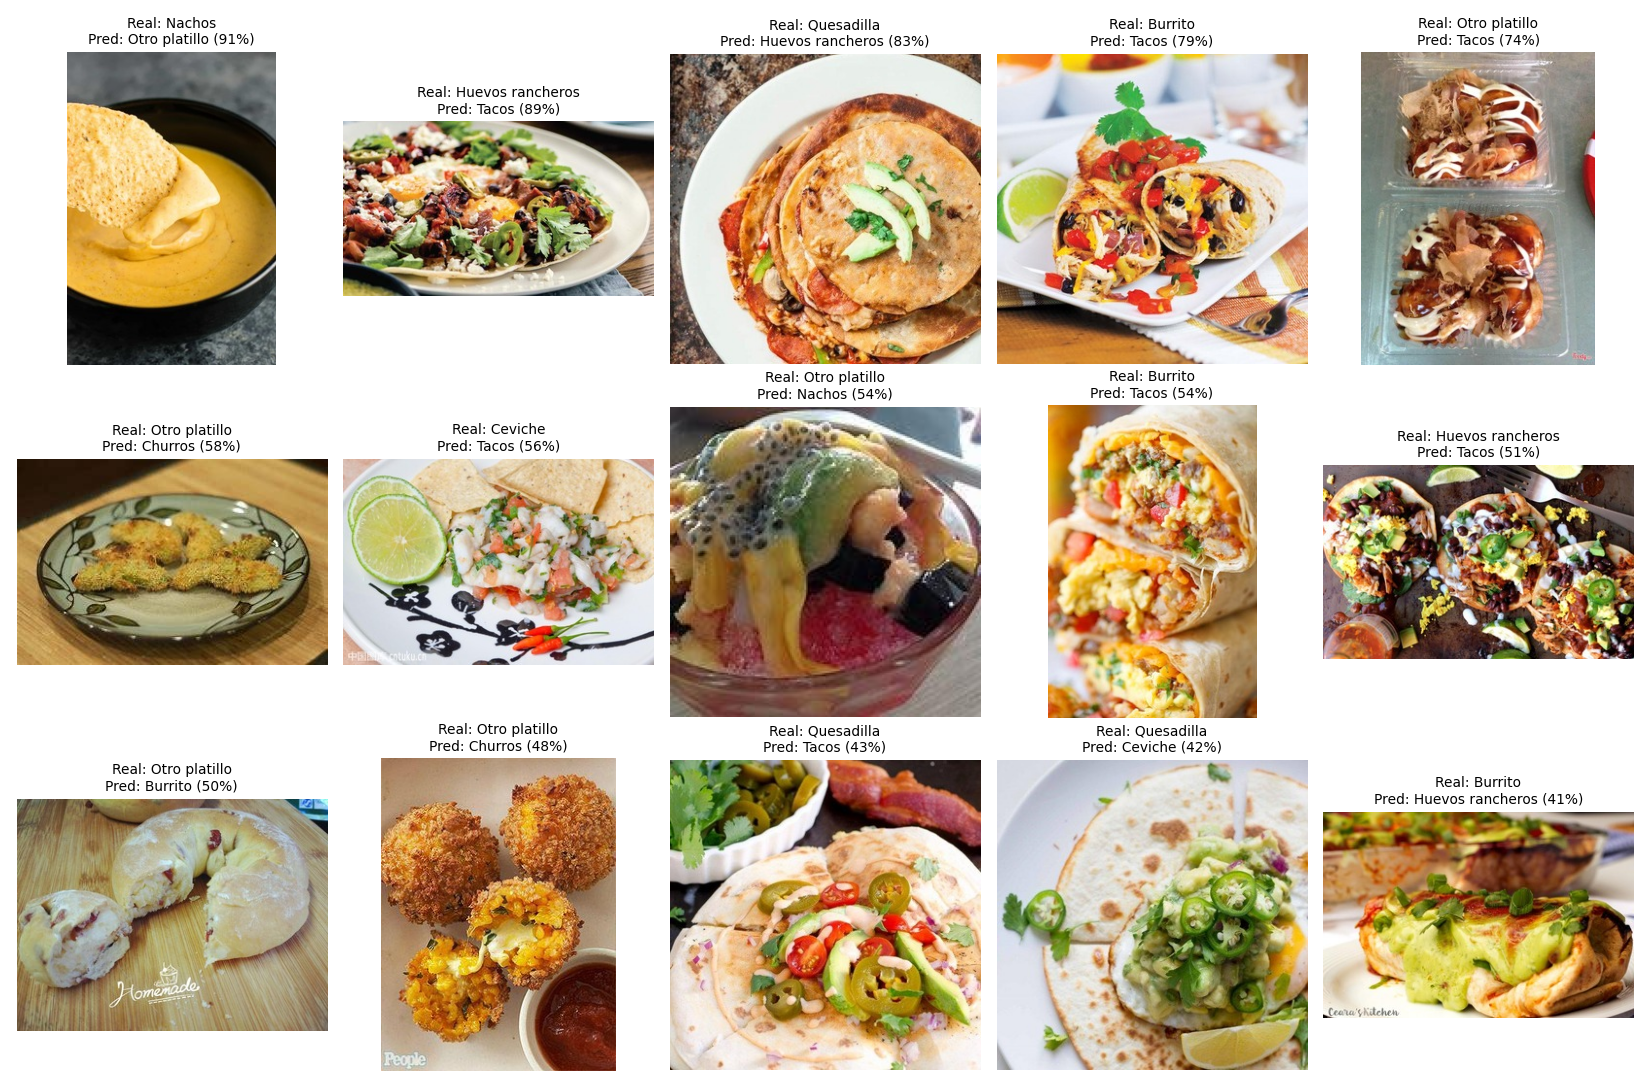 Real: Nachos
Pred: Otro platillo (91%)
Real: Huevos rancheros
Pred: Tacos (89%)
Real: Quesadilla
Pred: Huevos rancheros (83%)
Real: Burrito
Pred: Tacos (79%)
Real: Otro platillo
Pred: Tacos (74%)
Real: Otro platillo
Pred: Churros (58%)
Real: Ceviche
Pred: Tacos (56%)
Real: Otro platillo
Pred: Nachos (54%)
Real: Burrito
Pred: Tacos (54%)
Real: Huevos rancheros
Pred: Tacos (51%)
Real: Otro platillo
Pred: Burrito (50%)
Homemade
Real: Otro platillo
Pred: Churros (48%)
People
Real: Quesadilla
Pred: Tacos (43%)
Real: Quesadilla
Pred: Ceviche (42%)
Real: Burrito
Pred: Huevos rancheros (41%)
Ceara's Kitchen